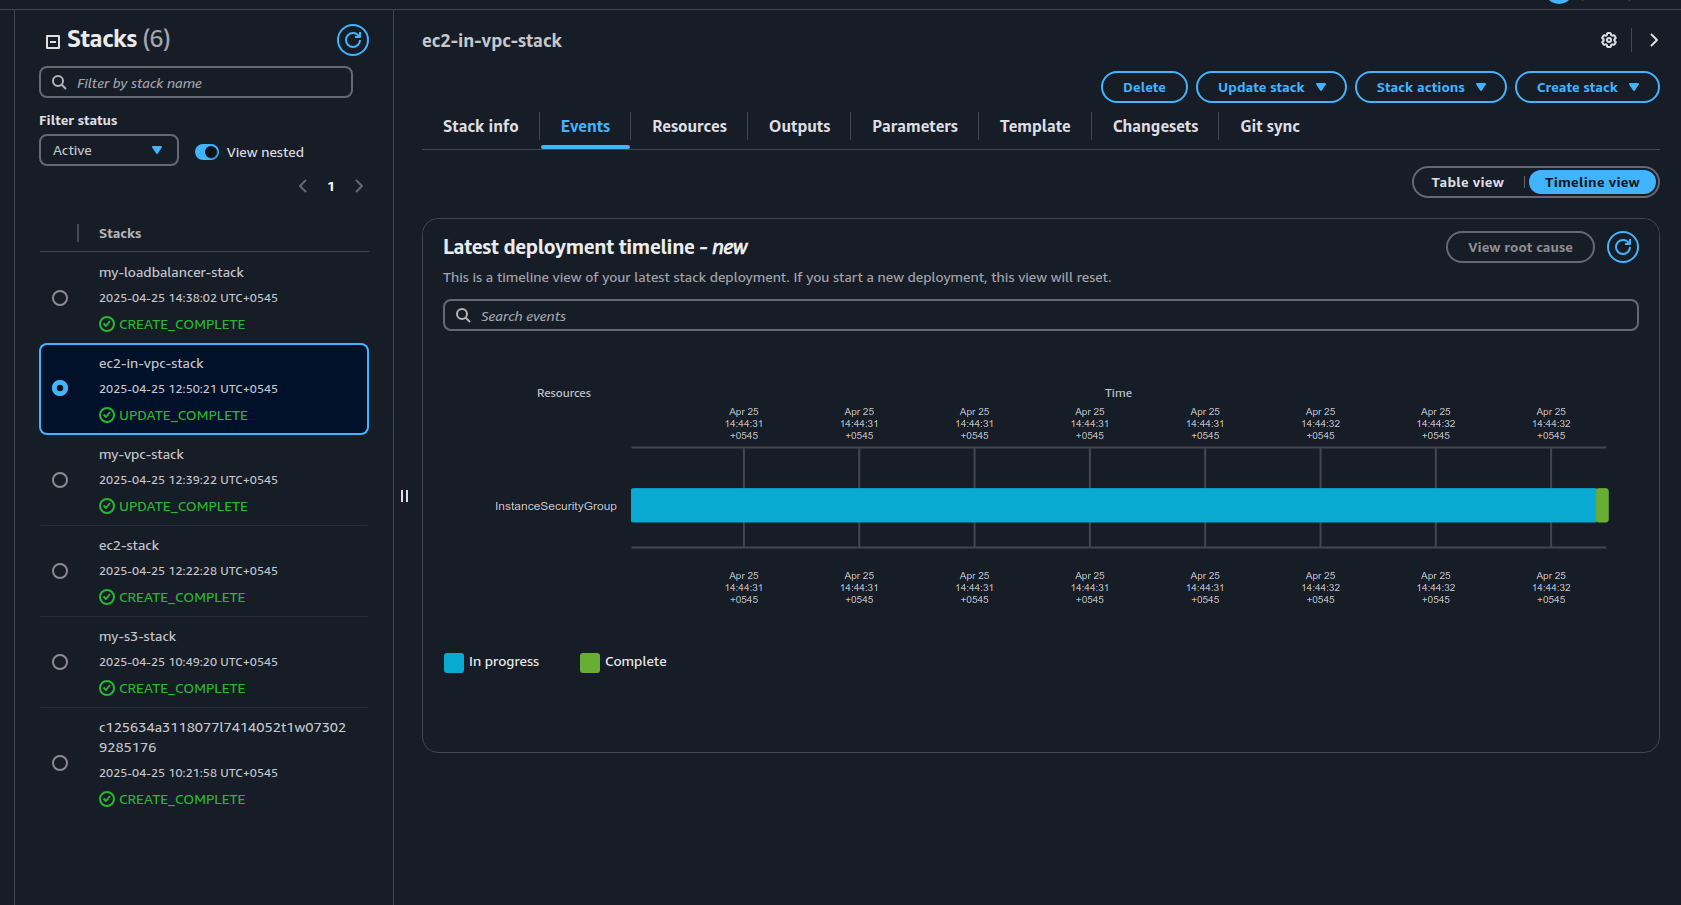 Stacks (6)
Filter by stack name
Filter status
Active
View nested
1
Stacks
my-loadbalancer-stack
2025-04-25 14:38:02 UTC+0545
CREATE_COMPLETE
ec2-in-vpc-stack
2025-04-25 12:50:21 UTC+0545
UPDATE_COMPLETE
my-vpc-stack
2025-04-25 12:39:22 UTC+0545
UPDATE_COMPLETE
ec2-stack
2025-04-25 12:22:28 UTC+0545
CREATE_COMPLETE
my-s3-stack
2025-04-25 10:49:20 UTC+0545
CREATE_COMPLETE
c125634a3118077l7414052t1w07302
9285176
2025-04-25 10:21:58 UTC+0545
CREATE_COMPLETE
ec2-in-vpc-stack
Delete
Update stack
Stack actions
Create stack
Stack info
Events
Resources
Outputs
Parameters
Template
Changesets
Git sync
Table view
Timeline view
Latest deployment timeline - new
View root cause
This is a timeline view of your latest stack deployment. If you start a new deployment, this view will reset.
Search events
Resources
Time
Apr 25 Apr 25 Apr 25 Apr 25 Apr 25 Apr 25 Apr 25 Apr 25
14:44:31 14:44:31 14:44:31 14:44:31 14:44:31 14:44:32 14:44:32 14:44:32
+0545 +0545 +0545 +0545 +0545 +0545 +0545 +0545
InstanceSecurityGroup
Apr 25 Apr 25 Apr 25 Apr 25 Apr 25 Apr 25 Apr 25 Apr 25
14:44:31 14:44:31 14:44:31 14:44:31 14:44:31 14:44:32 14:44:32 14:44:32
+0545 +0545 +0545 +0545 +0545 +0545 +0545 +0545
In progress
Complete